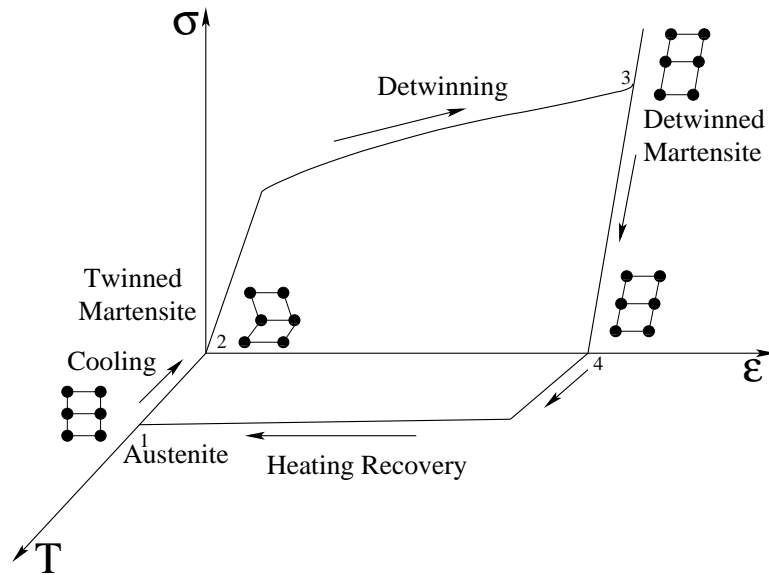 σ
Detwinning
3
Detwinned
Martensite
Twinned
Martensite
2
Cooling
4
ε
1
Austenite
Heating Recovery
T